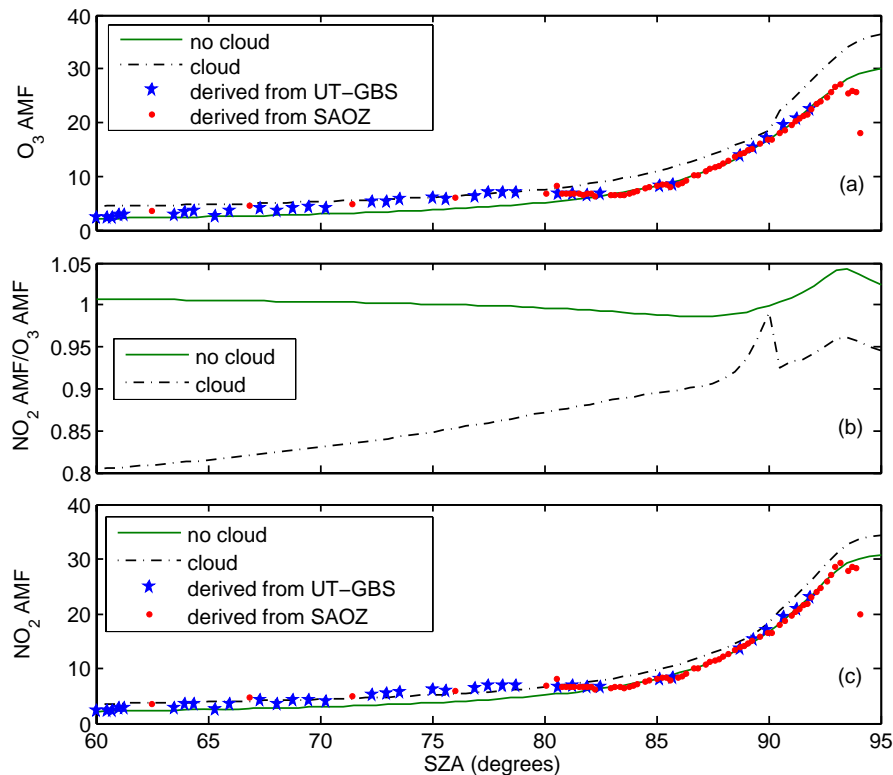 40
30
20
10
0
O3 AMF
no cloud
cloud
derived from UT−GBS
derived from SAOZ
(a)
1.05
1
0.95
0.9
0.85
0.8
NO2 AMF/O3 AMF
no cloud
cloud
(b)
40
30
20
10
0
NO2 AMF
no cloud
cloud
derived from UT−GBS
derived from SAOZ
(c)
60 65 70 75 80 85 90 95
SZA (degrees)